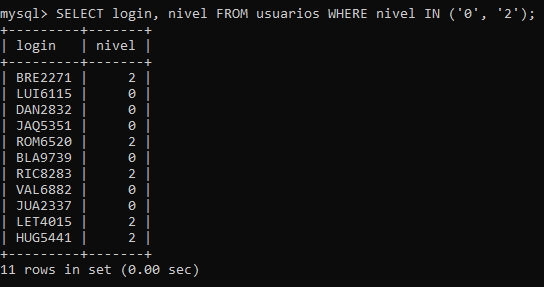 mysql> SELECT login, nivel FROM usuarios WHERE nivel IN ('0', '2');
+---------+-------+
| login   | nivel |
+---------+-------+
| BRE2271 |     2 |
| LUI6115 |     0 |
| DAN2832 |     0 |
| JAQ5351 |     0 |
| ROM6520 |     2 |
| BLA9739 |     0 |
| RIC8283 |     2 |
| VAL6882 |     0 |
| JUA2337 |     0 |
| LET4015 |     2 |
| HUG5441 |     2 |
+---------+-------+
11 rows in set (0.00 sec)